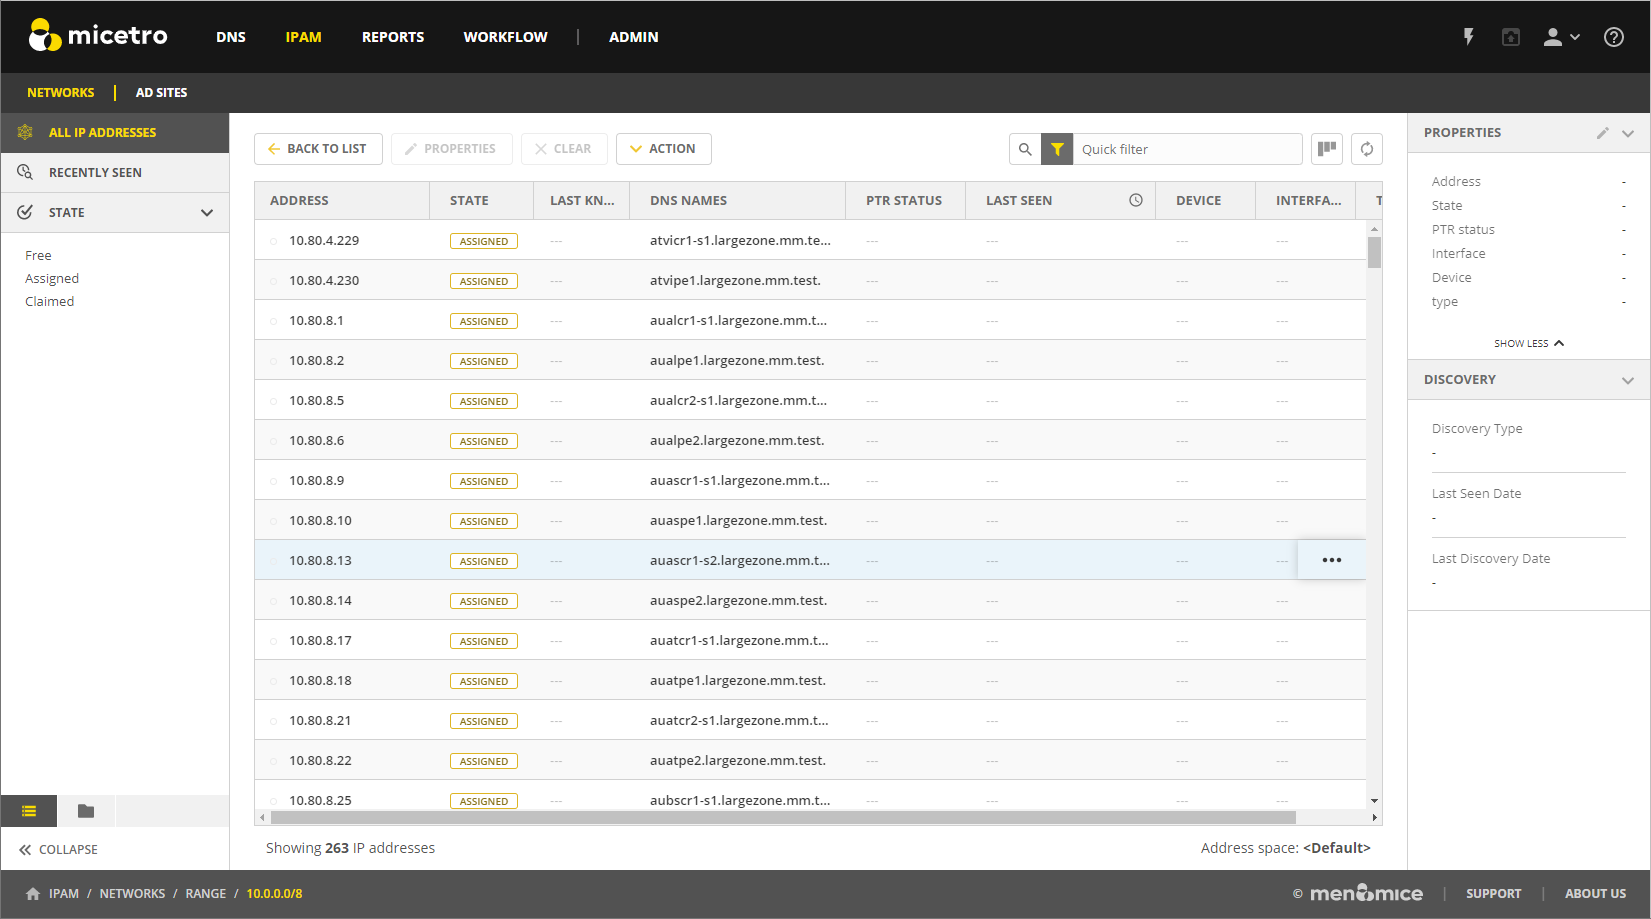 micetro DNS IPAM REPORTS WORKFLOW | ADMIN
NETWORKS | AD SITES
ALL IP ADDRESSES
RECENTLY SEEN
STATE
Free
Assigned
Claimed
COLLAPSE
BACK TO LIST PROPERTIES CLEAR ACTION Quick filter
ADDRESS STATE LAST KN... DNS NAMES PTR STATUS LAST SEEN DEVICE INTERFA... T
10.80.4.229 ASSIGNED --- atvicr1-s1.largezone.mm.te... --- --- --- ---
10.80.4.230 ASSIGNED --- atvipe1.largezone.mm.test. --- --- --- ---
10.80.8.1 ASSIGNED --- aualcr1-s1.largezone.mm.t... --- --- --- ---
10.80.8.2 ASSIGNED --- aualpe1.largezone.mm.test. --- --- --- ---
10.80.8.5 ASSIGNED --- aualcr2-s1.largezone.mm.t... --- --- --- ---
10.80.8.6 ASSIGNED --- aualpe2.largezone.mm.test. --- --- --- ---
10.80.8.9 ASSIGNED --- auascr1-s1.largezone.mm.t... --- --- --- ---
10.80.8.10 ASSIGNED --- auaspe1.largezone.mm.test. --- --- --- ---
10.80.8.13 ASSIGNED --- auascr1-s2.largezone.mm.t... --- --- --- --- •••
10.80.8.14 ASSIGNED --- auaspe2.largezone.mm.test. --- --- --- ---
10.80.8.17 ASSIGNED --- auatcr1-s1.largezone.mm.t... --- --- --- ---
10.80.8.18 ASSIGNED --- auatpe1.largezone.mm.test. --- --- --- ---
10.80.8.21 ASSIGNED --- auatcr2-s1.largezone.mm.t... --- --- --- ---
10.80.8.22 ASSIGNED --- auatpe2.largezone.mm.test. --- --- --- ---
10.80.8.25 ASSIGNED --- aubscr1-s1.largezone.mm.t... --- --- --- ---
Showing 263 IP addresses Address space: <Default>
PROPERTIES
Address -
State -
PTR status -
Interface -
Device -
type -
SHOW LESS
DISCOVERY
Discovery Type
-
Last Seen Date
-
Last Discovery Date
-
IPAM / NETWORKS / RANGE / 10.0.0.0/8 © men&mice | SUPPORT | ABOUT US